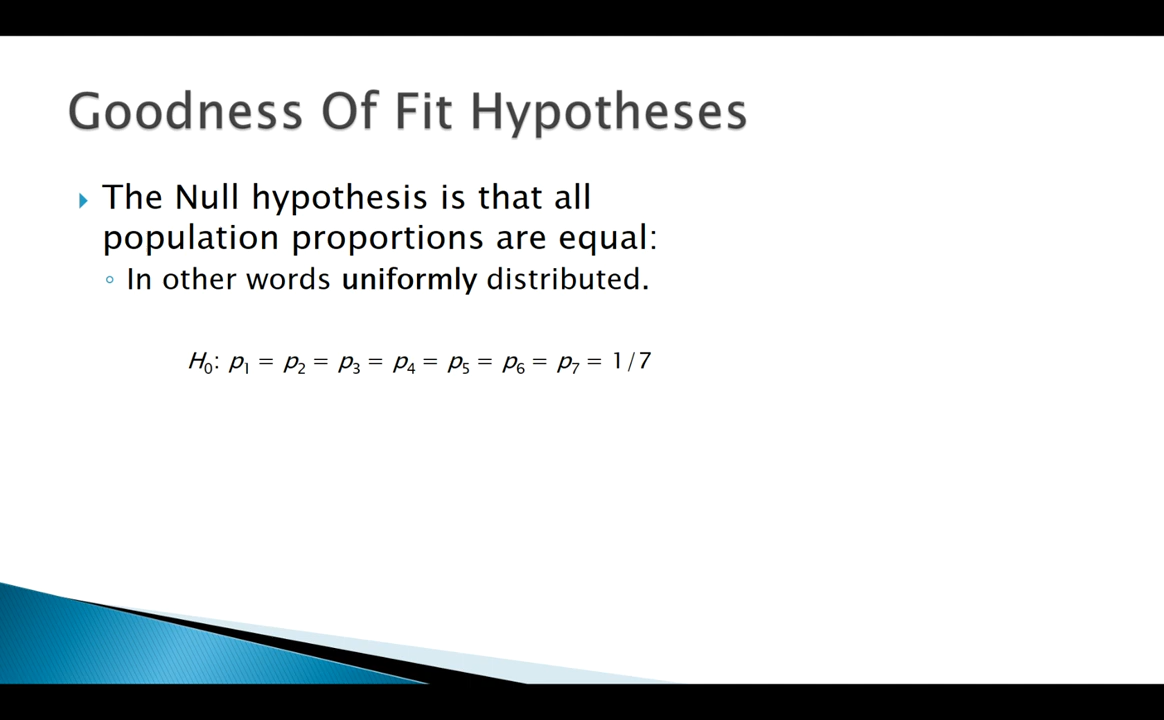 Goodness Of Fit Hypotheses
The Null hypothesis is that all
population proportions are equal:
In other words uniformly distributed.
H₀: p₁ = p₂ = p₃ = p₄ = p₅ = p₆ = p₇ = 1/7